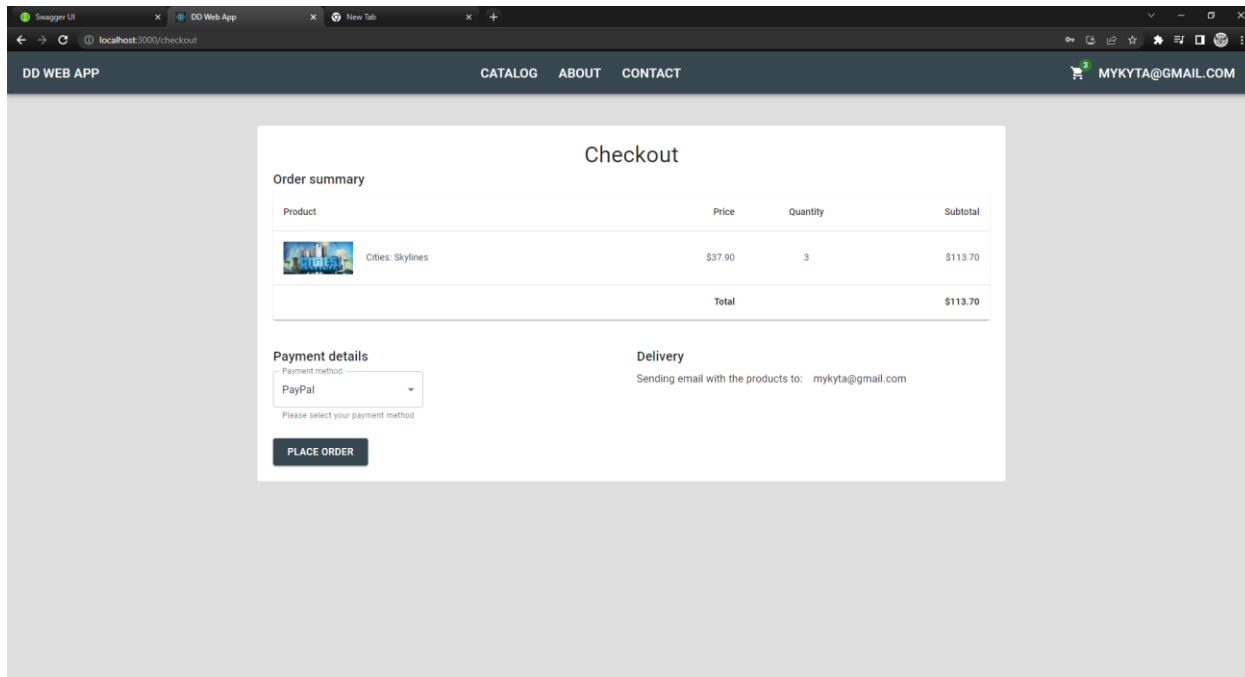 Swagger UI DD Web App New Tab
localhost:3000/checkout
DD WEB APP CATALOG ABOUT CONTACT 3 MYKYTA@GMAIL.COM
Checkout
Order summary
Product Price Quantity Subtotal
CITIES Cities: Skylines $37.90 3 $113.70
Total $113.70
Payment details Delivery
Payment method
Sending email with the products to: mykyta@gmail.com
PayPal
Please select your payment method
PLACE ORDER